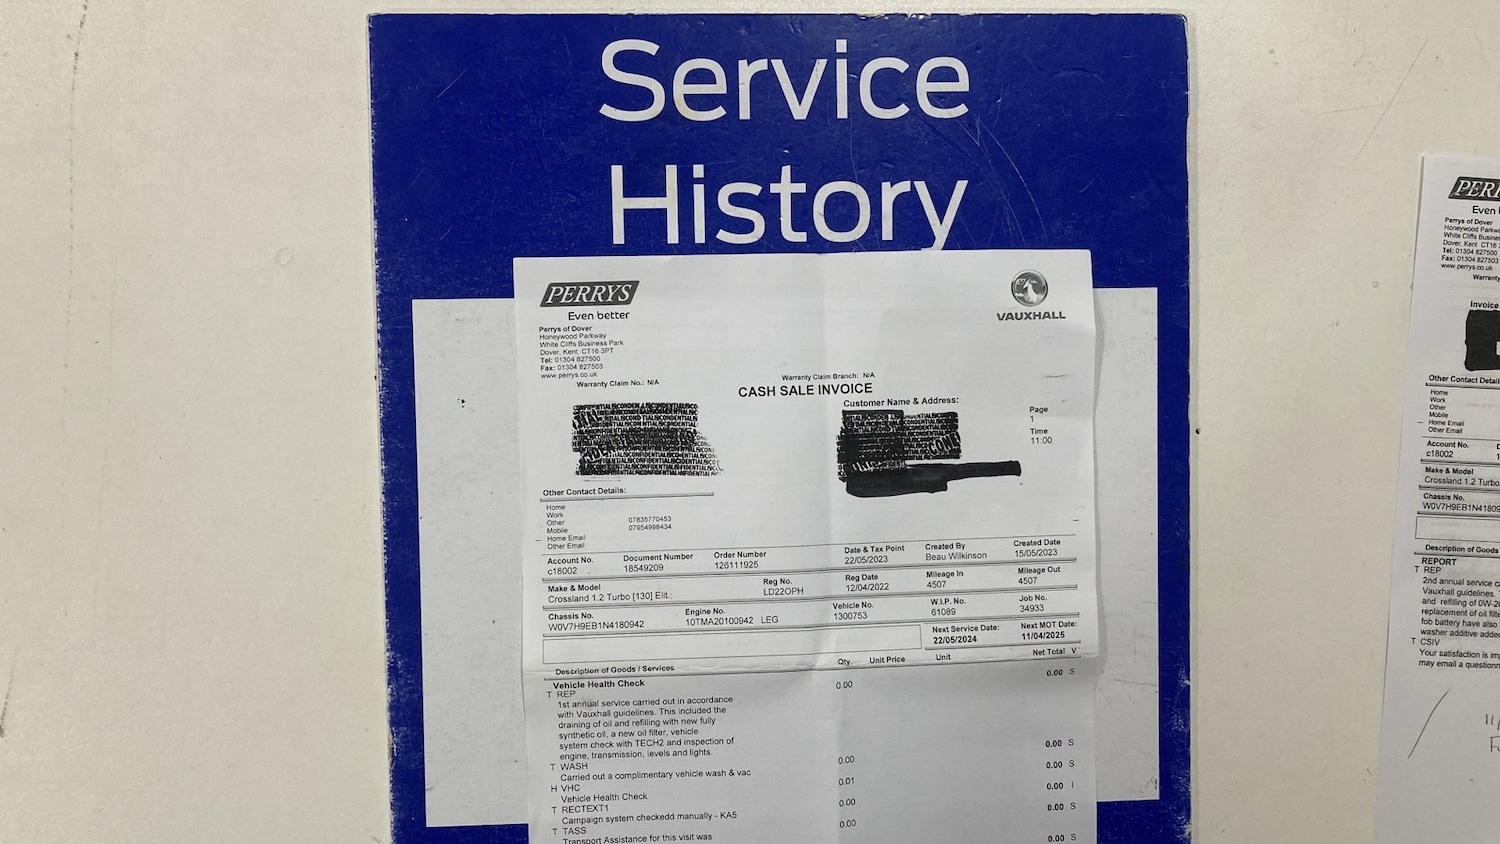 Service
History
PERRYS
Even better
VAUXHALL
Perrys of Dover
Honeywood Parkway
White Cliffs Business Park
Dover, Kent CT16 3PT
Tel: 01304 827500
Fax: 01304 827503
www.perrys.co.uk
Warranty Claim No.: N/A
Warranty Claim Branch: N/A
CASH SALE INVOICE
Customer Name & Address:
Page
1
Time
11:00
Other Contact Details:
Home
Work
Other 07835770453
Mobile 07954998434
Home Email
Other Email
Account No. Document Number Order Number Date & Tax Point Created By Created Date
c18002 18549209 126111925 22/05/2023 Beau Wilkinson 15/05/2023
Make & Model Reg No. Reg Date Mileage In Mileage Out
Crossland 1.2 Turbo [130] Elit LD22OPH 12/04/2022 4507 4507
Chassis No. Engine No. Vehicle No. W.I.P. No. Job No.
W0V7H9EB1N4180942 10TMA20100942 LEG 1300753 61089 34933
Next Service Date: Next MOT Date:
22/05/2024 11/04/2025
Description of Goods / Services Qty. Unit Price Unit Net Total V
Vehicle Health Check
T REP 0.00 0.00 S
1st annual service carried out in accordance
with Vauxhall guidelines. This included the
draining of oil and refilling with new fully
synthetic oil, a new oil filter, vehicle
system check with TECH2 and inspection of
engine, transmission, levels and lights.
T WASH 0.00 0.00 S
Carried out a complimentary vehicle wash & vac
H VHC 0.01 0.00 S
Vehicle Health Check
T RECTEXT1 0.00 0.00 I
Campaign system checkedd manually - KA5
T TASS 0.00 0.00 S
Transport Assistance for this visit was
0.00 S
Even
Perrys of Dover
Honeywood
White Cliffs
Dover, Kent CT16
Tel: 01304 827500
Fax: 01304 827503
www.perrys.co.uk
Invoice
Other Contact
Home
Work
Other
Mobile
Home Email
Other Email
Account No.
c18002
Make & Model
Crossland 1.2 Turbo
Chassis No.
Description of Goods
REPORT
T REP
2nd annual service
Vauxhall guidelines.
and refilling of
replacement of oil
fob battery have also
washer additive
T CSIV
Your satisfaction is
may email a